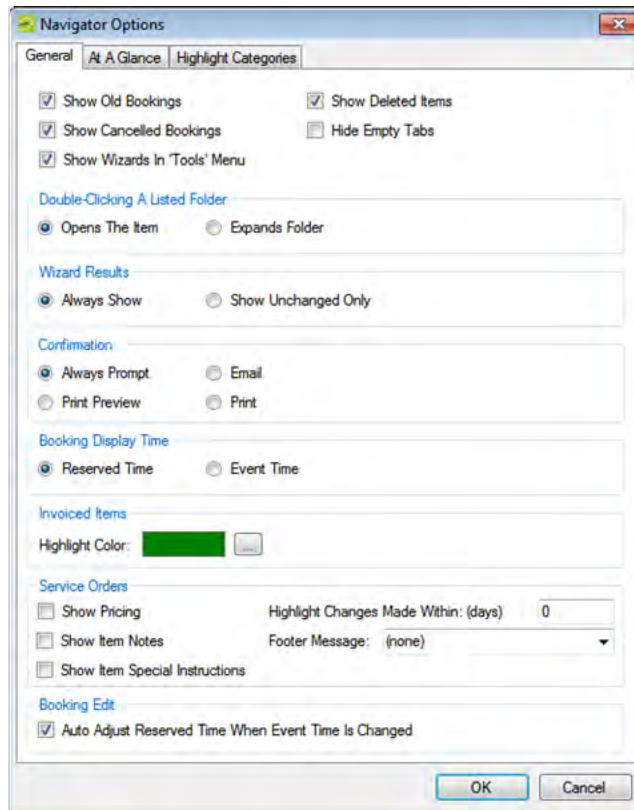 Navigator Options
General At A Glance Highlight Categories
Show Old Bookings Show Deleted Items
Show Cancelled Bookings Hide Empty Tabs
Show Wizards In 'Tools' Menu
Double-Clicking A Listed Folder
Opens The Item Expands Folder
Wizard Results
Always Show Show Unchanged Only
Confirmation
Always Prompt Email
Print Preview Print
Booking Display Time
Reserved Time Event Time
Invoiced Items
Highlight Color: ...
Service Orders
Show Pricing Highlight Changes Made Within: (days) 0
Show Item Notes Footer Message: (none)
Show Item Special Instructions
Booking Edit
Auto Adjust Reserved Time When Event Time Is Changed
OK Cancel